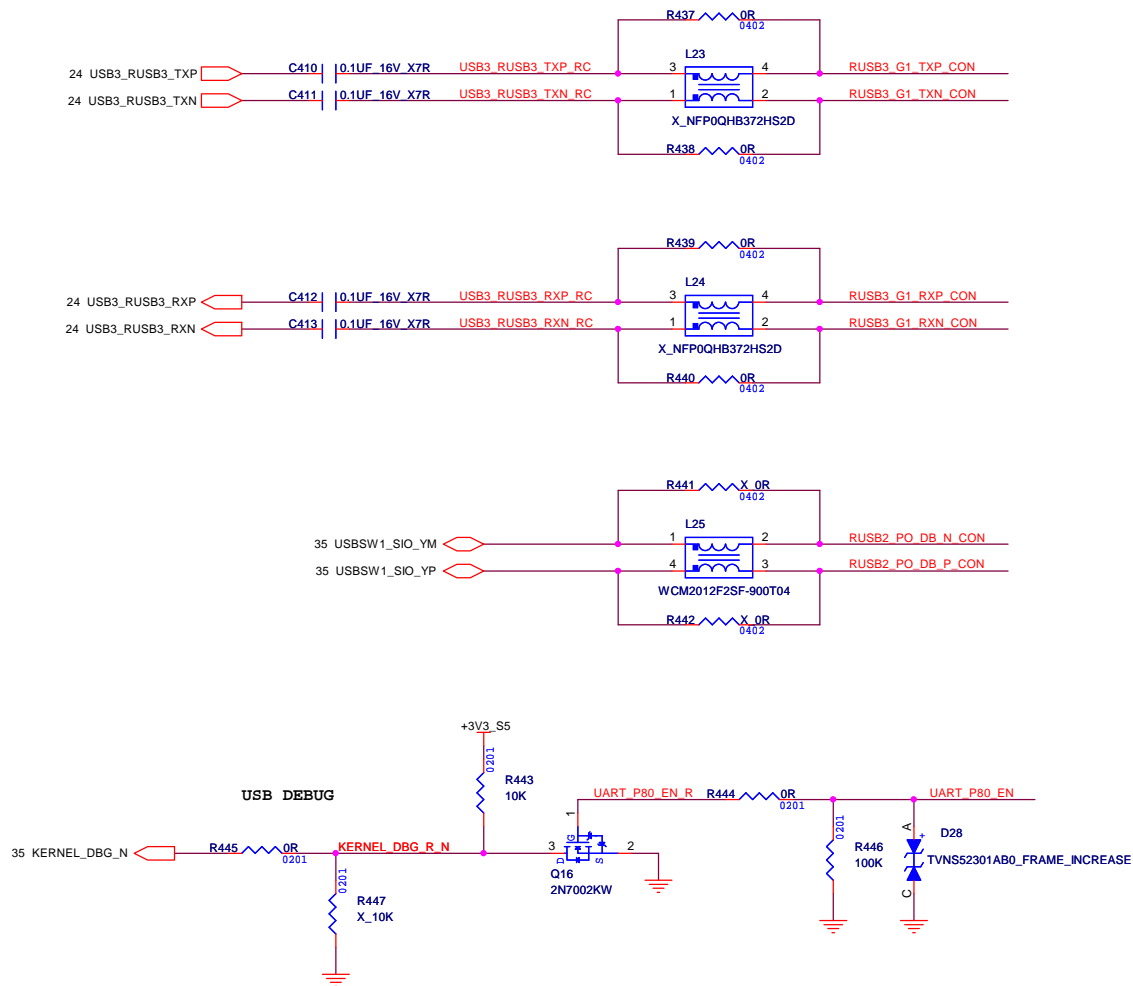 R437 0R
0402
L23
24 USB3_RUSB3_TXP C410 0.1UF_16V_X7R USB3_RUSB3_TXP_RC 3 4 RUSB3_G1_TXP_CON
24 USB3_RUSB3_TXN C411 0.1UF_16V_X7R USB3_RUSB3_TXN_RC 1 2 RUSB3_G1_TXN_CON
X_NFP0QHB372HS2D
R438 0R
0402
R439 0R
0402
L24
24 USB3_RUSB3_RXP C412 0.1UF_16V_X7R USB3_RUSB3_RXP_RC 3 4 RUSB3_G1_RXP_CON
24 USB3_RUSB3_RXN C413 0.1UF_16V_X7R USB3_RUSB3_RXN_RC 1 2 RUSB3_G1_RXN_CON
X_NFP0QHB372HS2D
R440 0R
0402
R441 X_0R
0402
L25
35 USBSW1_SIO_YM 1 2 RUSB2_PO_DB_N_CON
35 USBSW1_SIO_YP 4 3 RUSB2_PO_DB_P_CON
WCM2012F2SF-900T04
R442 X_0R
0402
+3V3_S5
0201
R443
10K
USB DEBUG
UART_P80_EN_R R444 0R UART_P80_EN
0201
1
G
D
S
35 KERNEL_DBG_N R445 0R KERNEL_DBG_R_N 3 2
0201
Q16
2N7002KW
0201
R446
100K
A
+
D28
TVNS52301AB0_FRAME_INCREASE
C
0201
R447
X_10K